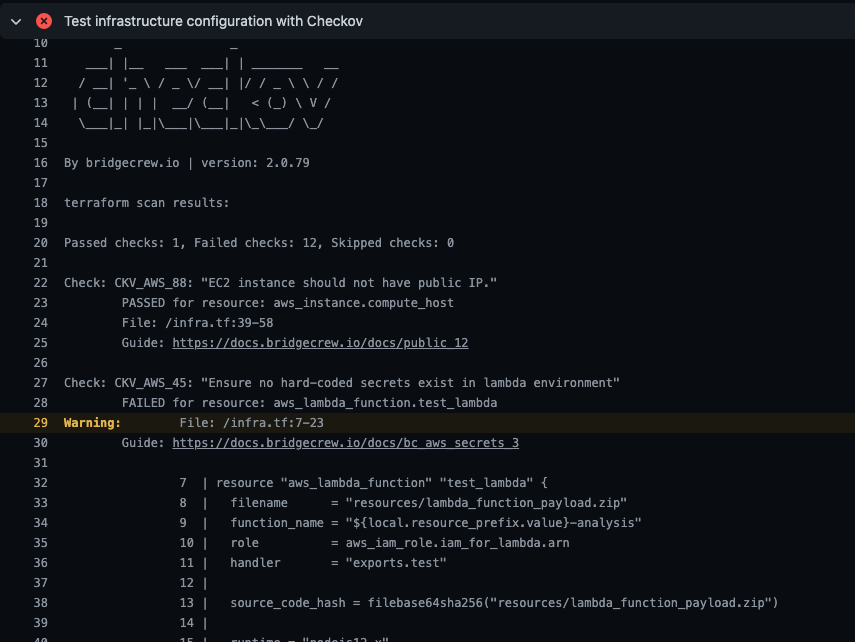 Test infrastructure configuration with Checkov
10        _               _
11    ___| |__   ___  ___| | _______   __
12   / __| '_ \ / _ \/ __| |/ / _ \ \ / /
13  | (__| | | |  __/ (__|   < (_) \ V /
14   \___|_| |_|\___|\___|_|\_\___/ \_/
15
16 By bridgecrew.io | version: 2.0.79
17
18 terraform scan results:
19
20 Passed checks: 1, Failed checks: 12, Skipped checks: 0
21
22 Check: CKV_AWS_88: "EC2 instance should not have public IP."
23         PASSED for resource: aws_instance.compute_host
24         File: /infra.tf:39-58
25         Guide: https://docs.bridgecrew.io/docs/public_12
26
27 Check: CKV_AWS_45: "Ensure no hard-coded secrets exist in lambda environment"
28         FAILED for resource: aws_lambda_function.test_lambda
29 Warning:        File: /infra.tf:7-23
30         Guide: https://docs.bridgecrew.io/docs/bc_aws_secrets_3
31
32                 7  | resource "aws_lambda_function" "test_lambda" {
33                 8  |   filename      = "resources/lambda_function_payload.zip"
34                 9  |   function_name = "${local.resource_prefix.value}-analysis"
35                 10 |   role          = aws_iam_role.iam_for_lambda.arn
36                 11 |   handler       = "exports.test"
37                 12 |
38                 13 |   source_code_hash = filebase64sha256("resources/lambda_function_payload.zip")
39                 14 |
40                 15 |   runtime = "nodejs12.x"